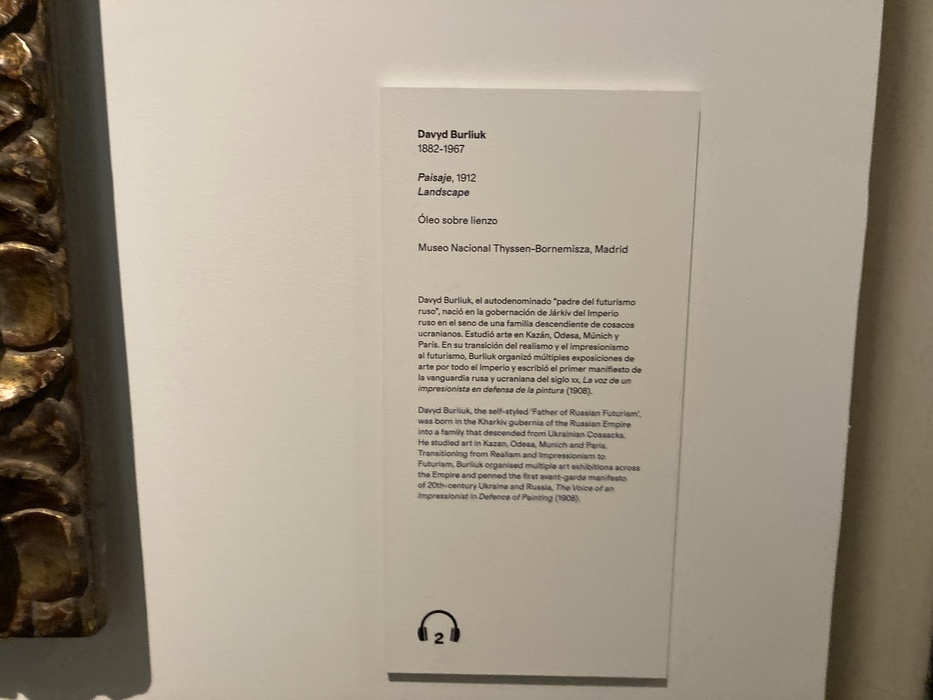 Davyd Burliuk
1882-1967
Paisaje, 1912
Landscape
Óleo sobre lienzo
Museo Nacional Thyssen-Bornemisza, Madrid
Davyd Burliuk, el autodenominado "padre del futurismo
ruso", nació en la gobernación de Járkiv del Imperio
ruso en el seno de una familia descendiente de cosacos
ucranianos. Estudió arte en Kazán, Odesa, Múnich y
París. En su transición del realismo y el impresionismo
al futurismo, Burliuk organizó múltiples exposiciones de
arte por todo el Imperio y escribió el primer manifiesto de
la vanguardia rusa y ucraniana del siglo xx, La voz de un
impresionista en defensa de la pintura (1908).
Davyd Burliuk, the self-styled 'Father of Russian Futurism',
was born in the Kharkiv gubernia of the Russian Empire
into a family that descended from Ukrainian Cossacks.
He studied art in Kazan, Odesa, Munich and Paris.
Transitioning from Realism and Impressionism to
Futurism, Burliuk organised multiple art exhibitions across
the Empire and penned the first avant-garde manifesto
of 20th-century Ukraine and Russia, The Voice of an
Impressionist in Defence of Painting (1908).
2